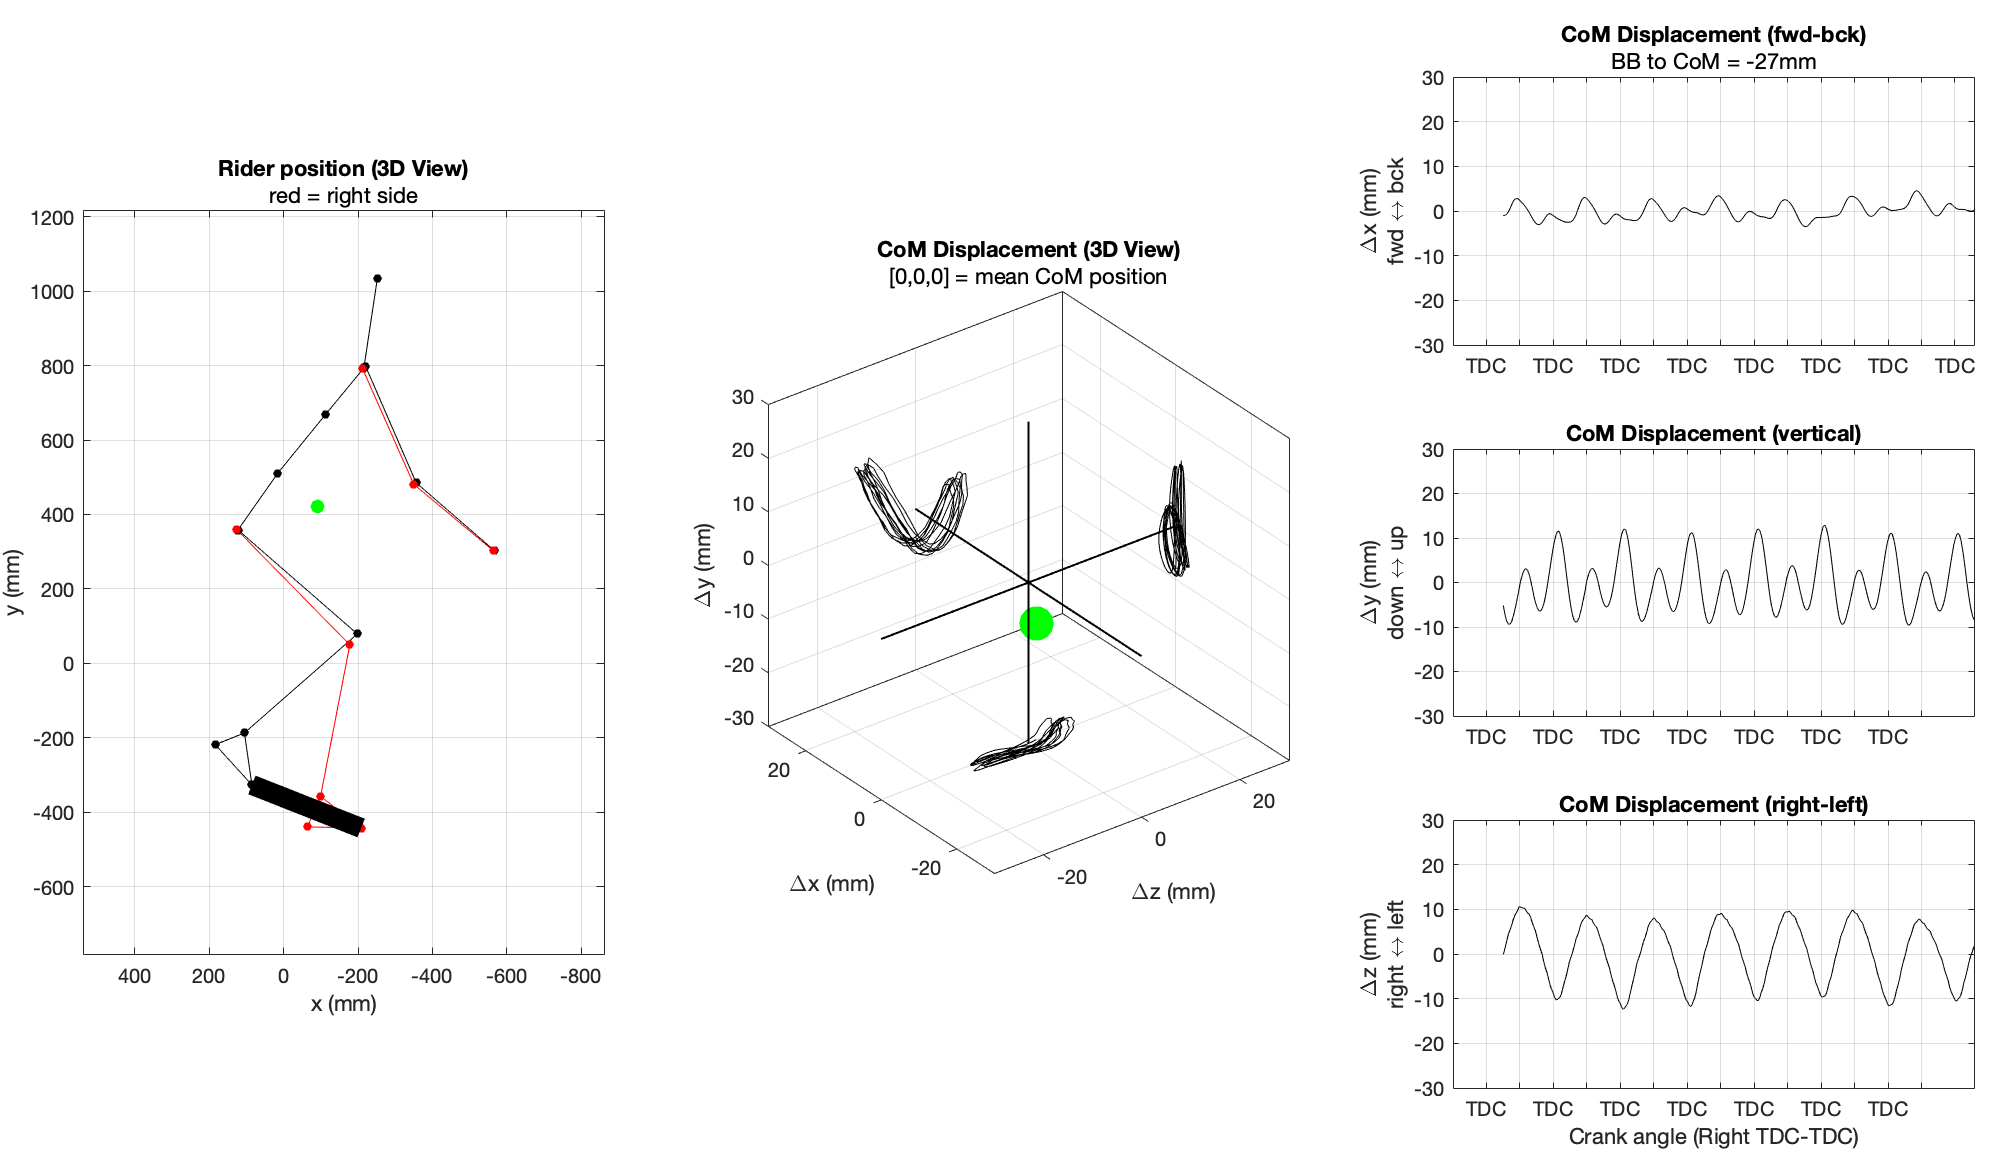 Rider position (3D View)
red = right side
1200
1000
800
600
400
200
0
-200
-400
-600
y (mm)
400
200
0
-200
-400
-600
-800
x (mm)
CoM Displacement (3D View)
[0,0,0] = mean CoM position
30
20
10
0
-10
-20
-30
Δy (mm)
20
0
-20
Δx (mm)
-20
0
20
Δz (mm)
CoM Displacement (fwd-bck)
BB to CoM = -27mm
30
20
10
0
-10
-20
-30
Δx (mm)
fwd ↔ bck
TDC TDC TDC TDC TDC TDC TDC TDC
CoM Displacement (vertical)
30
20
10
0
-10
-20
-30
Δy (mm)
down ↔ up
TDC TDC TDC TDC TDC TDC TDC
CoM Displacement (right-left)
30
20
10
0
-10
-20
-30
Δz (mm)
right ↔ left
TDC TDC TDC TDC TDC TDC TDC
Crank angle (Right TDC-TDC)